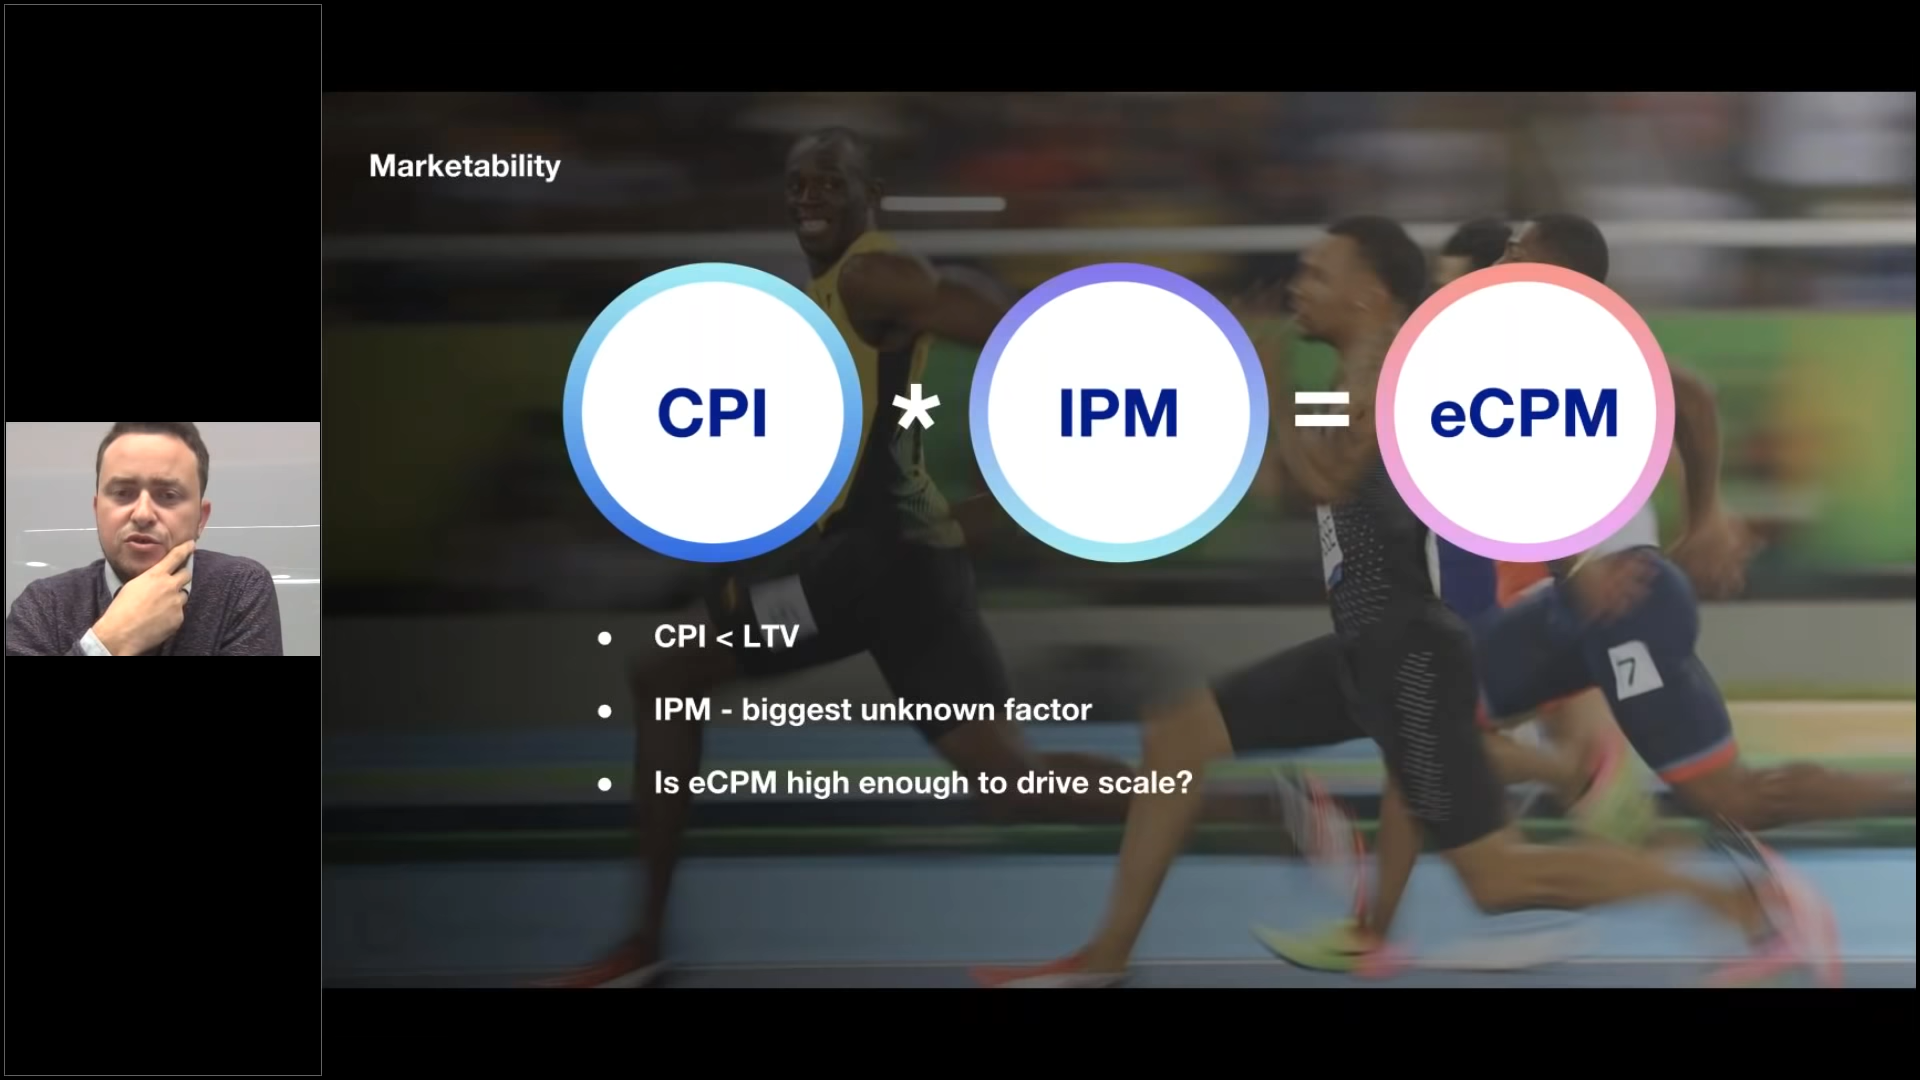 Marketability
CPI * IPM = eCPM
● CPI < LTV
● IPM - biggest unknown factor
● Is eCPM high enough to drive scale?
7